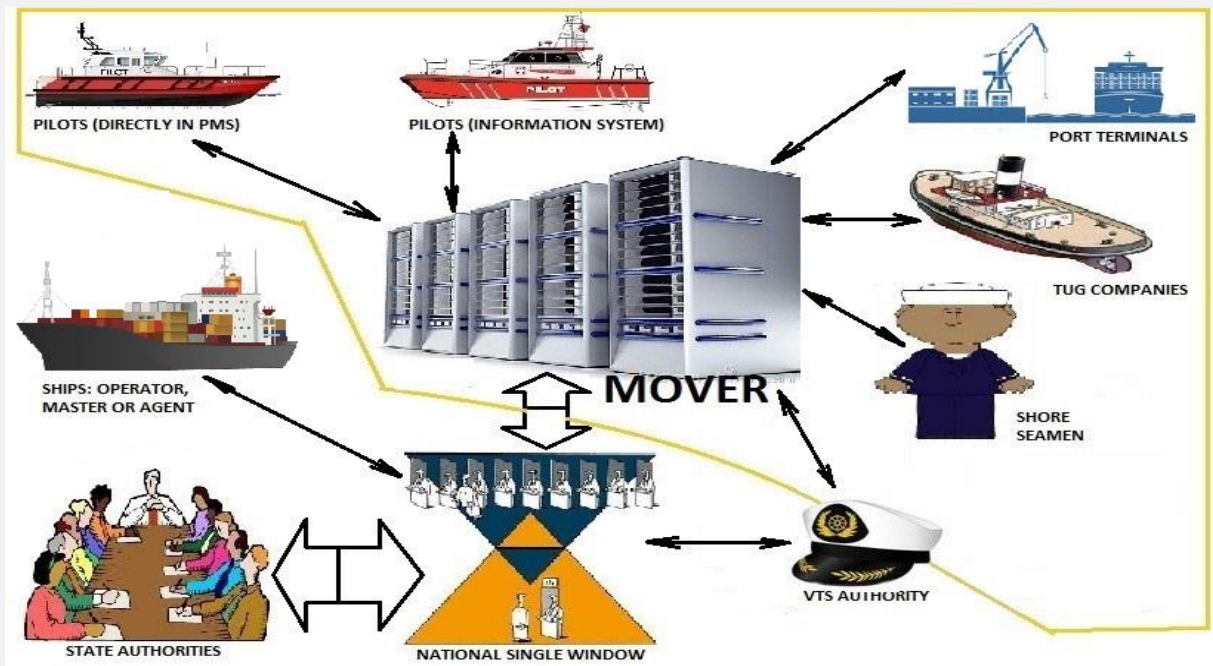 PILOT
PILOT
PILOTS (DIRECTLY IN PMS)
PILOTS (INFORMATION SYSTEM)
PORT TERMINALS
TUG COMPANIES
MOVER
SHIPS: OPERATOR,
MASTER OR AGENT
SHORE
SEAMEN
VTS AUTHORITY
STATE AUTHORITIES
NATIONAL SINGLE WINDOW